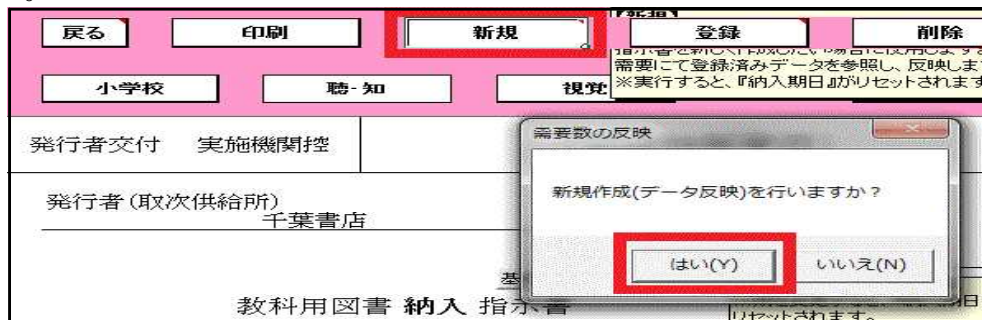 戻る 印刷 新規 登録 削除
【新規】
指示書を新しく作成したい場合に使用します
需要にて登録済みデータを参照し、反映しま
※実行すると、『納入期日』がリセットされます
小学校 聴・知 視覚
発行者交付 実施機関控
需要数の反映
新規作成(データ反映)を行いますか？
発行者(取次供給所)
千葉書店
はい(Y) いいえ(N)
教科用図書 納入 指示書
リセットされます。